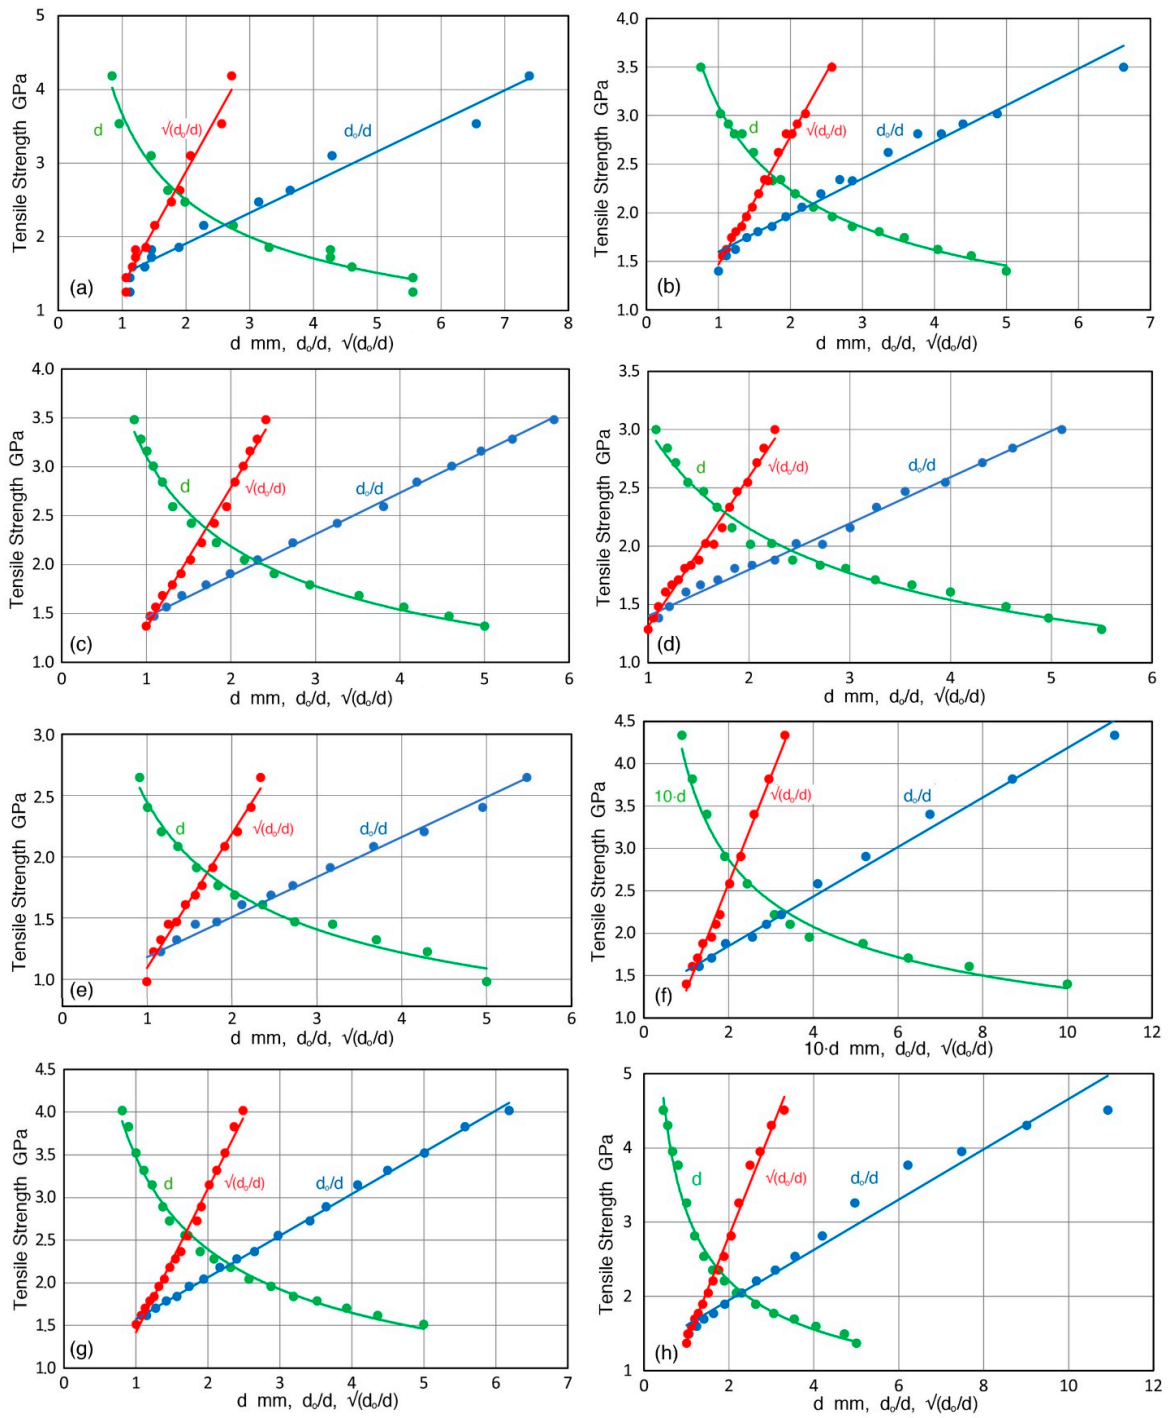 5
4
3
2
1
0 1 2 3 4 5 6 7 8
Tensile Strength GPa
d
√(dₒ/d)
dₒ/d
(a)
d mm, dₒ/d, √(dₒ/d)
4.0
3.5
3.0
2.5
2.0
1.5
1.0
0 1 2 3 4 5 6 7
Tensile Strength GPa
d
√(dₒ/d)
dₒ/d
(b)
d mm, dₒ/d, √(dₒ/d)
4.0
3.5
3.0
2.5
2.0
1.5
1.0
0 1 2 3 4 5 6
Tensile Strength GPa
d
√(dₒ/d)
dₒ/d
(c)
d mm, dₒ/d, √(dₒ/d)
3.5
3.0
2.5
2.0
1.5
1.0
1 2 3 4 5 6
Tensile Strength GPa
d
√(dₒ/d)
dₒ/d
(d)
d mm, dₒ/d, √(dₒ/d)
3.0
2.0
1.5
1.0
0 1 2 3 4 5 6
Tensile Strength GPa
d
√(dₒ/d)
dₒ/d
(e)
d mm, dₒ/d, √(dₒ/d)
4.5
4.0
3.5
3.0
2.5
2.0
1.5
1.0
0 2 4 6 8 10 12
Tensile Strength GPa
10·d
√(dₒ/d)
dₒ/d
(f)
10·d mm, dₒ/d, √(dₒ/d)
4.5
4.0
3.5
3.0
2.5
2.0
1.5
1.0
0 1 2 3 4 5 6 7
Tensile Strength GPa
d
√(dₒ/d)
dₒ/d
(g)
d mm, dₒ/d, √(dₒ/d)
5
4
3
2
1
0 2 4 6 8 10 12
Tensile Strength GPa
d
√(dₒ/d)
dₒ/d
(h)
d mm, dₒ/d, √(dₒ/d)